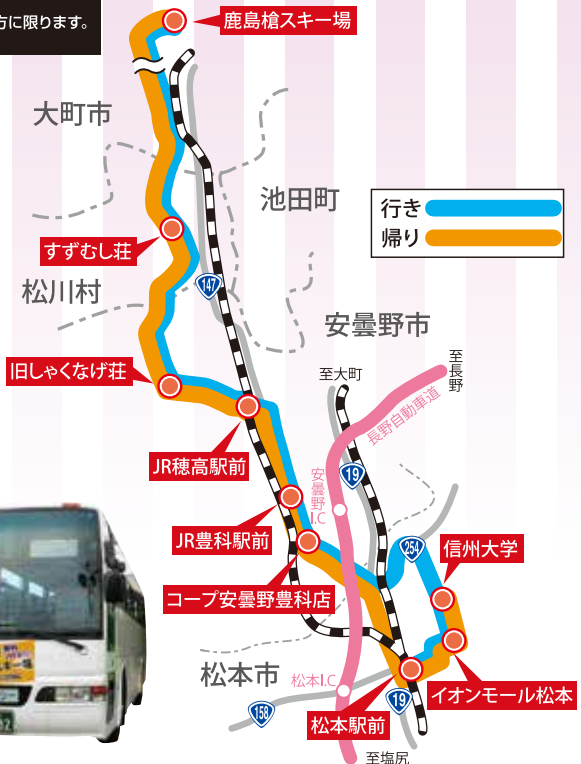 方に限ります。
鹿島槍スキー場
大町市
池田町
行き
帰り
すずむし荘
松川村
147
安曇野市
至長野
至大町
旧しゃくなげ荘
長野自動車道
JR穂高駅前
19
安曇野I.C
JR豊科駅前
254
信州大学
コープ安曇野豊科店
松本市
松本I.C
イオンモール松本
19
158
松本駅前
至塩尻